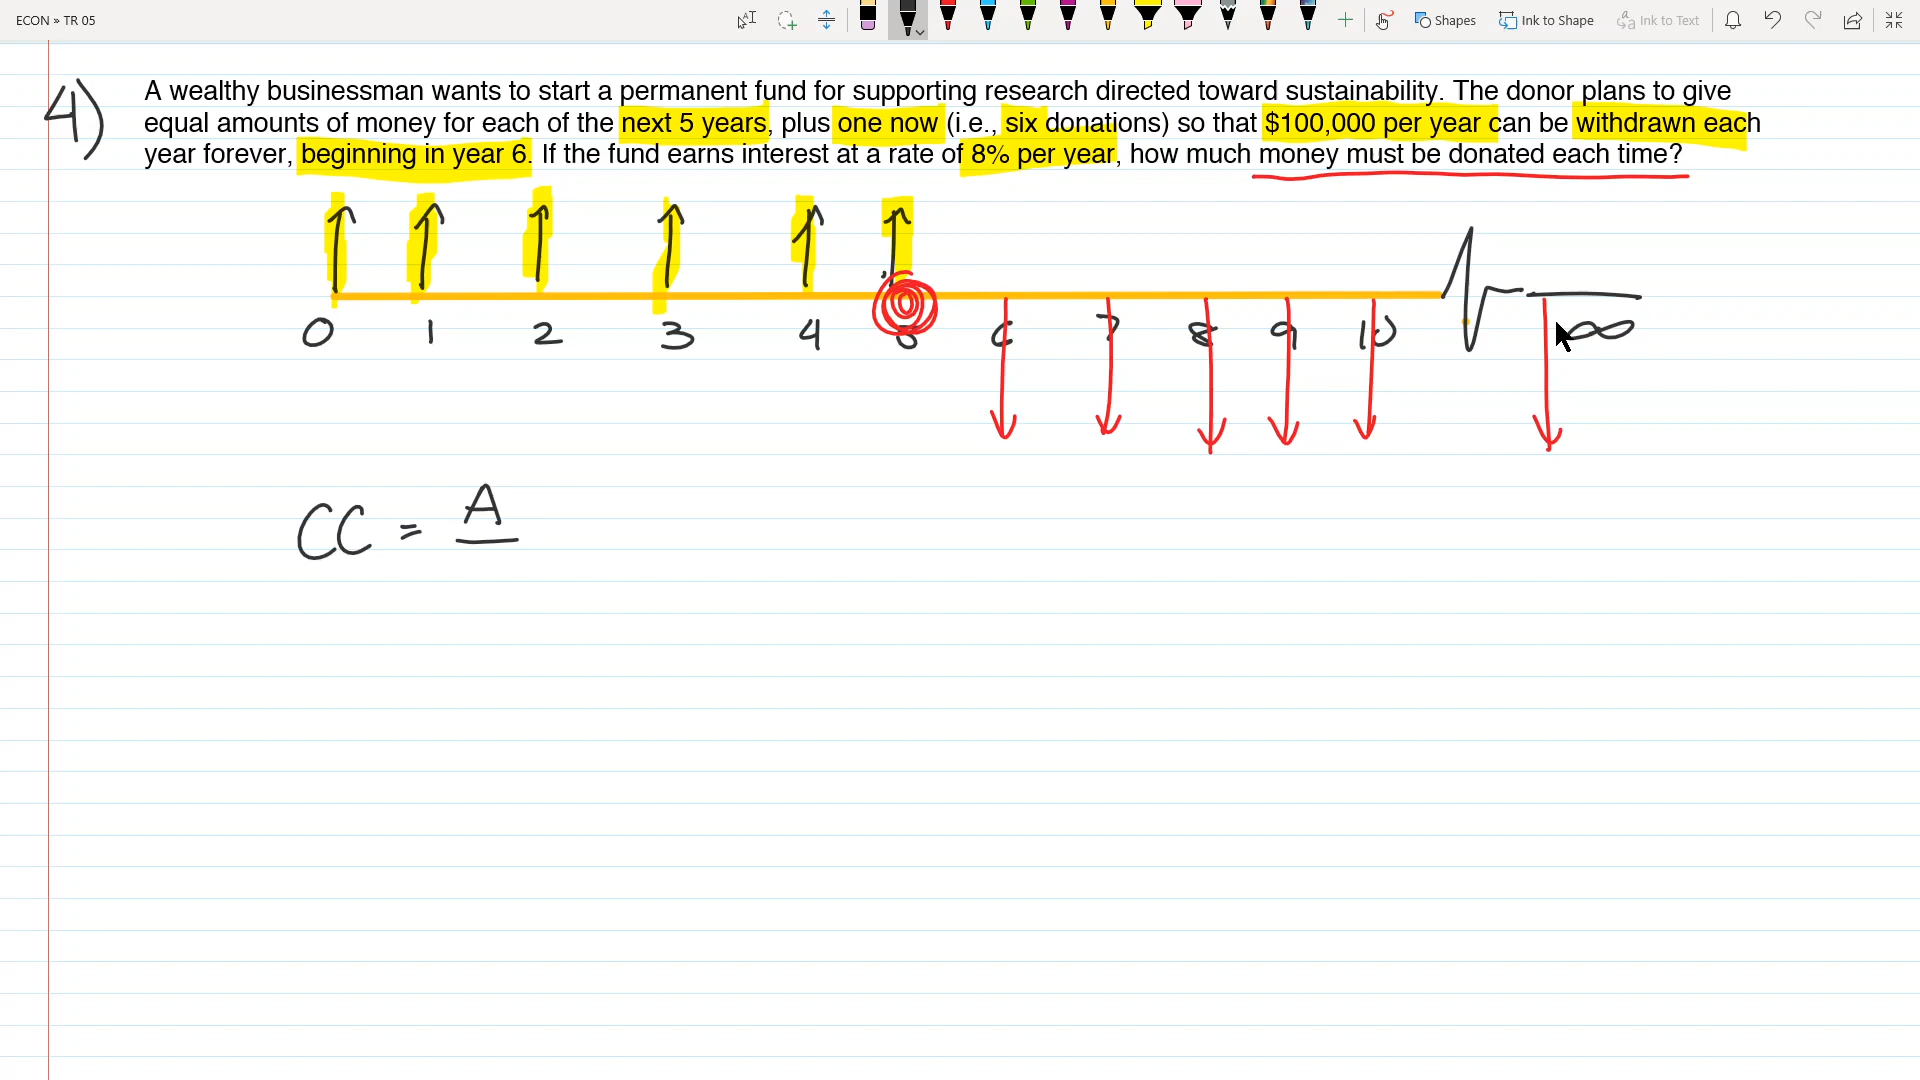 ECON » TR 05
Shapes Ink to Shape Ink to Text
4) A wealthy businessman wants to start a permanent fund for supporting research directed toward sustainability. The donor plans to give
equal amounts of money for each of the next 5 years, plus one now (i.e., six donations) so that $100,000 per year can be withdrawn each
year forever, beginning in year 6. If the fund earns interest at a rate of 8% per year, how much money must be donated each time?
0 1 2 3 4 5 6 7 8 9 10 ∞
CC = A